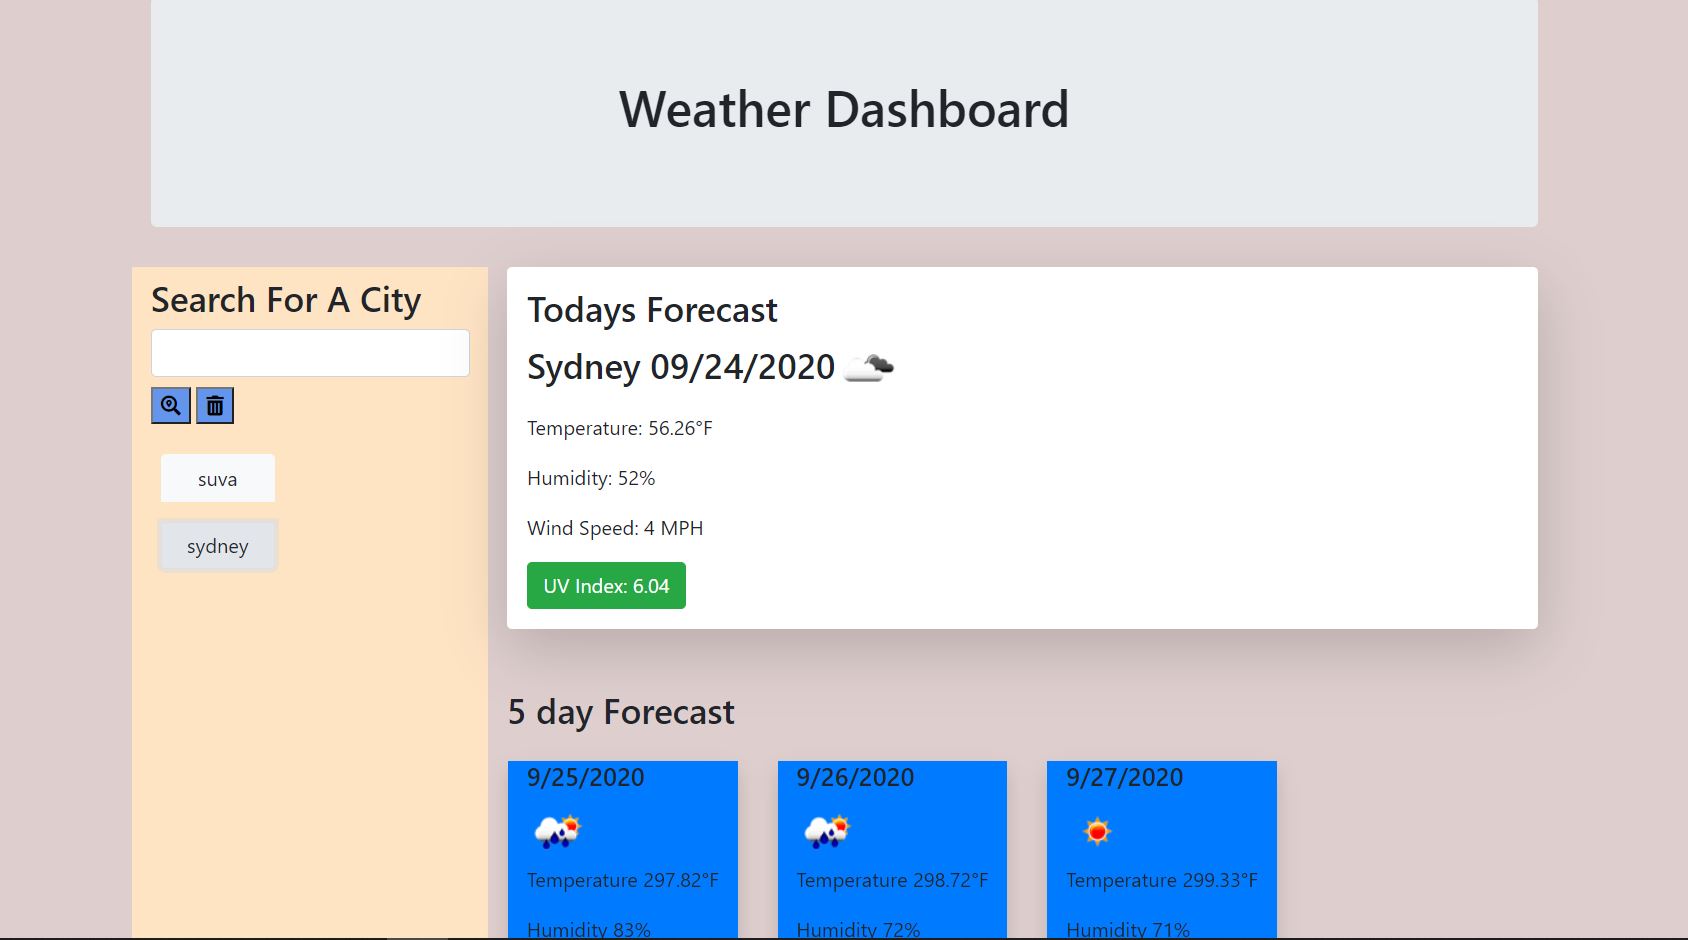 Weather Dashboard
Search For A City
suva
sydney
Todays Forecast
Sydney 09/24/2020
Temperature: 56.26°F
Humidity: 52%
Wind Speed: 4 MPH
UV Index: 6.04
5 day Forecast
9/25/2020
Temperature 297.82°F
Humidity 83%
9/26/2020
Temperature 298.72°F
Humidity 72%
9/27/2020
Temperature 299.33°F
Humidity 71%